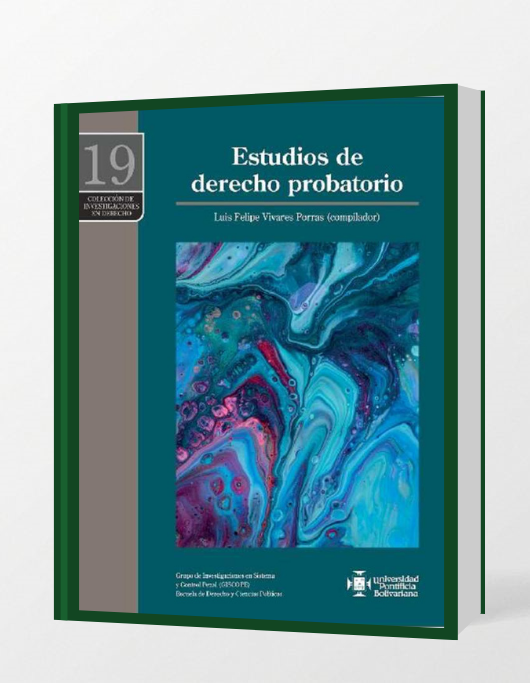 19
COLECCIÓN DE
INVESTIGACIONES
EN DERECHO
Estudios de
derecho probatorio
Luis Felipe Vivares Porras (compilador)
Grupo de Investigaciones en Sistema
y Control Penal (GISCOPE)
Escuela de Derecho y Ciencias Políticas
Universidad
Pontificia
Bolivariana